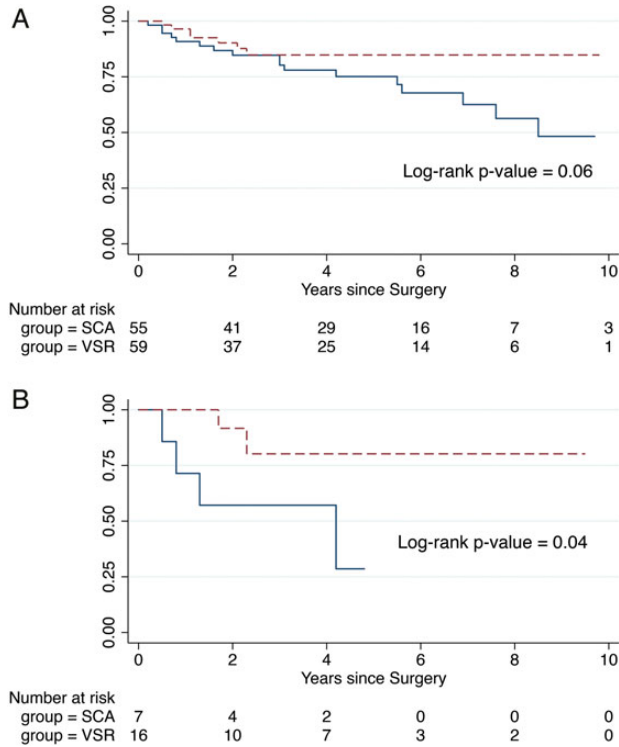 A
1.00
0.75
0.50
0.25
0.00
Log-rank p-value = 0.06
0 2 4 6 8 10
Years since Surgery
Number at risk
group = SCA 55 41 29 16 7 3
group = VSR 59 37 25 14 6 1
B
1.00
0.75
0.50
0.25
0.00
Log-rank p-value = 0.04
0 2 4 6 8 10
Years since Surgery
Number at risk
group = SCA 7 4 2 0 0 0
group = VSR 16 10 7 3 2 0